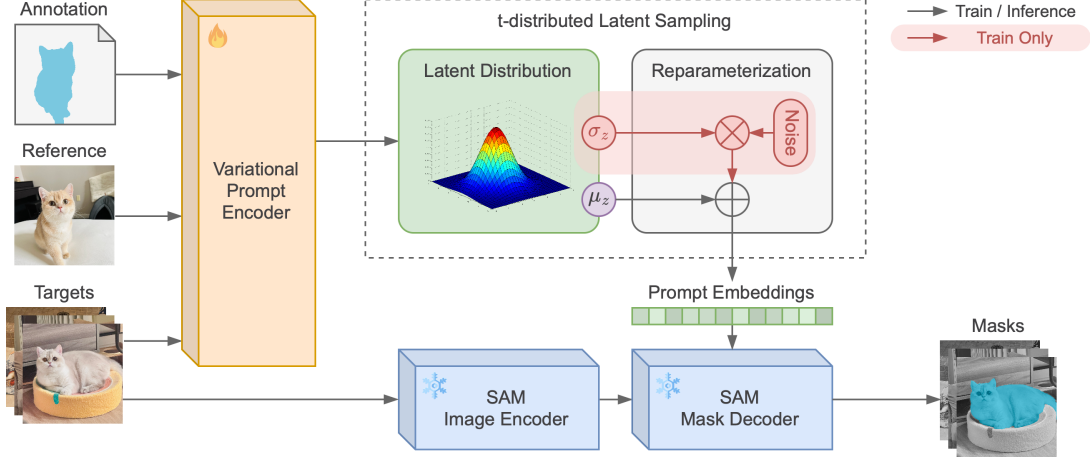 Annotation
Reference
Targets
Variational
Prompt
Encoder
t-distributed Latent Sampling
Latent Distribution
σz
μz
Reparameterization
Noise
Train / Inference
Train Only
Prompt Embeddings
SAM
Image Encoder
SAM
Mask Decoder
Masks